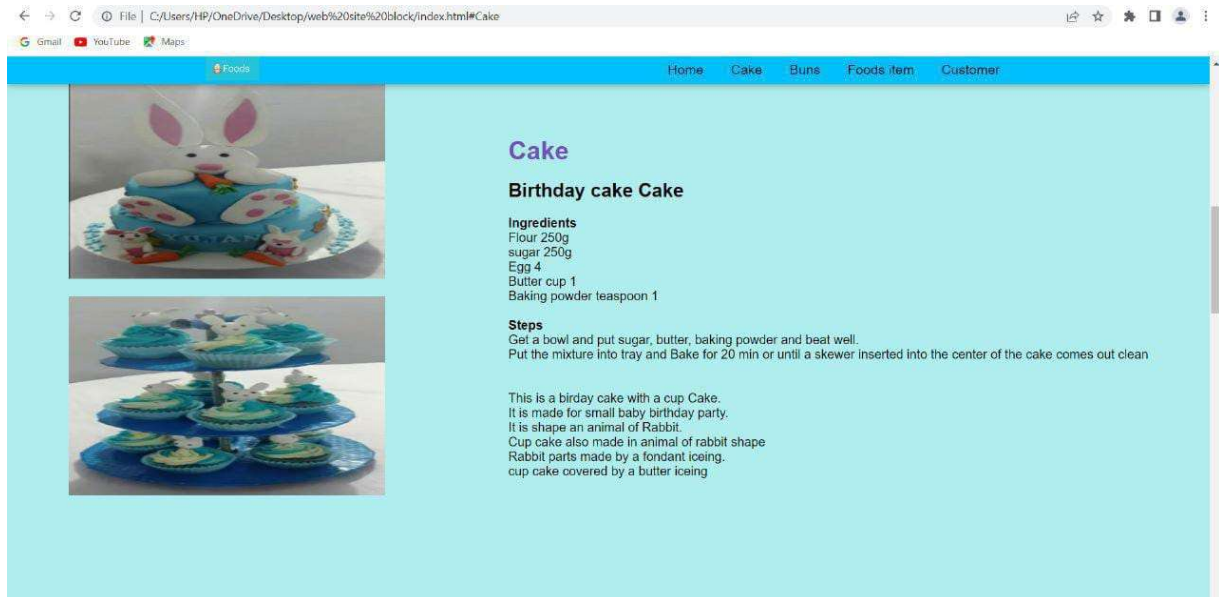 File | C:/Users/HP/OneDrive/Desktop/web%20site%20block/index.html#Cake
Gmail YouTube Maps
Foods Home Cake Buns Foods item Customer
Cake
Birthday cake Cake
Ingredients
Flour 250g
sugar 250g
Egg 4
Butter cup 1
Baking powder teaspoon 1
Steps
Get a bowl and put sugar, butter, baking powder and beat well.
Put the mixture into tray and Bake for 20 min or until a skewer inserted into the center of the cake comes out clean
This is a birday cake with a cup Cake.
It is made for small baby birthday party.
It is shape an animal of Rabbit.
Cup cake also made in animal of rabbit shape
Rabbit parts made by a fondant iceing.
cup cake covered by a butter iceing